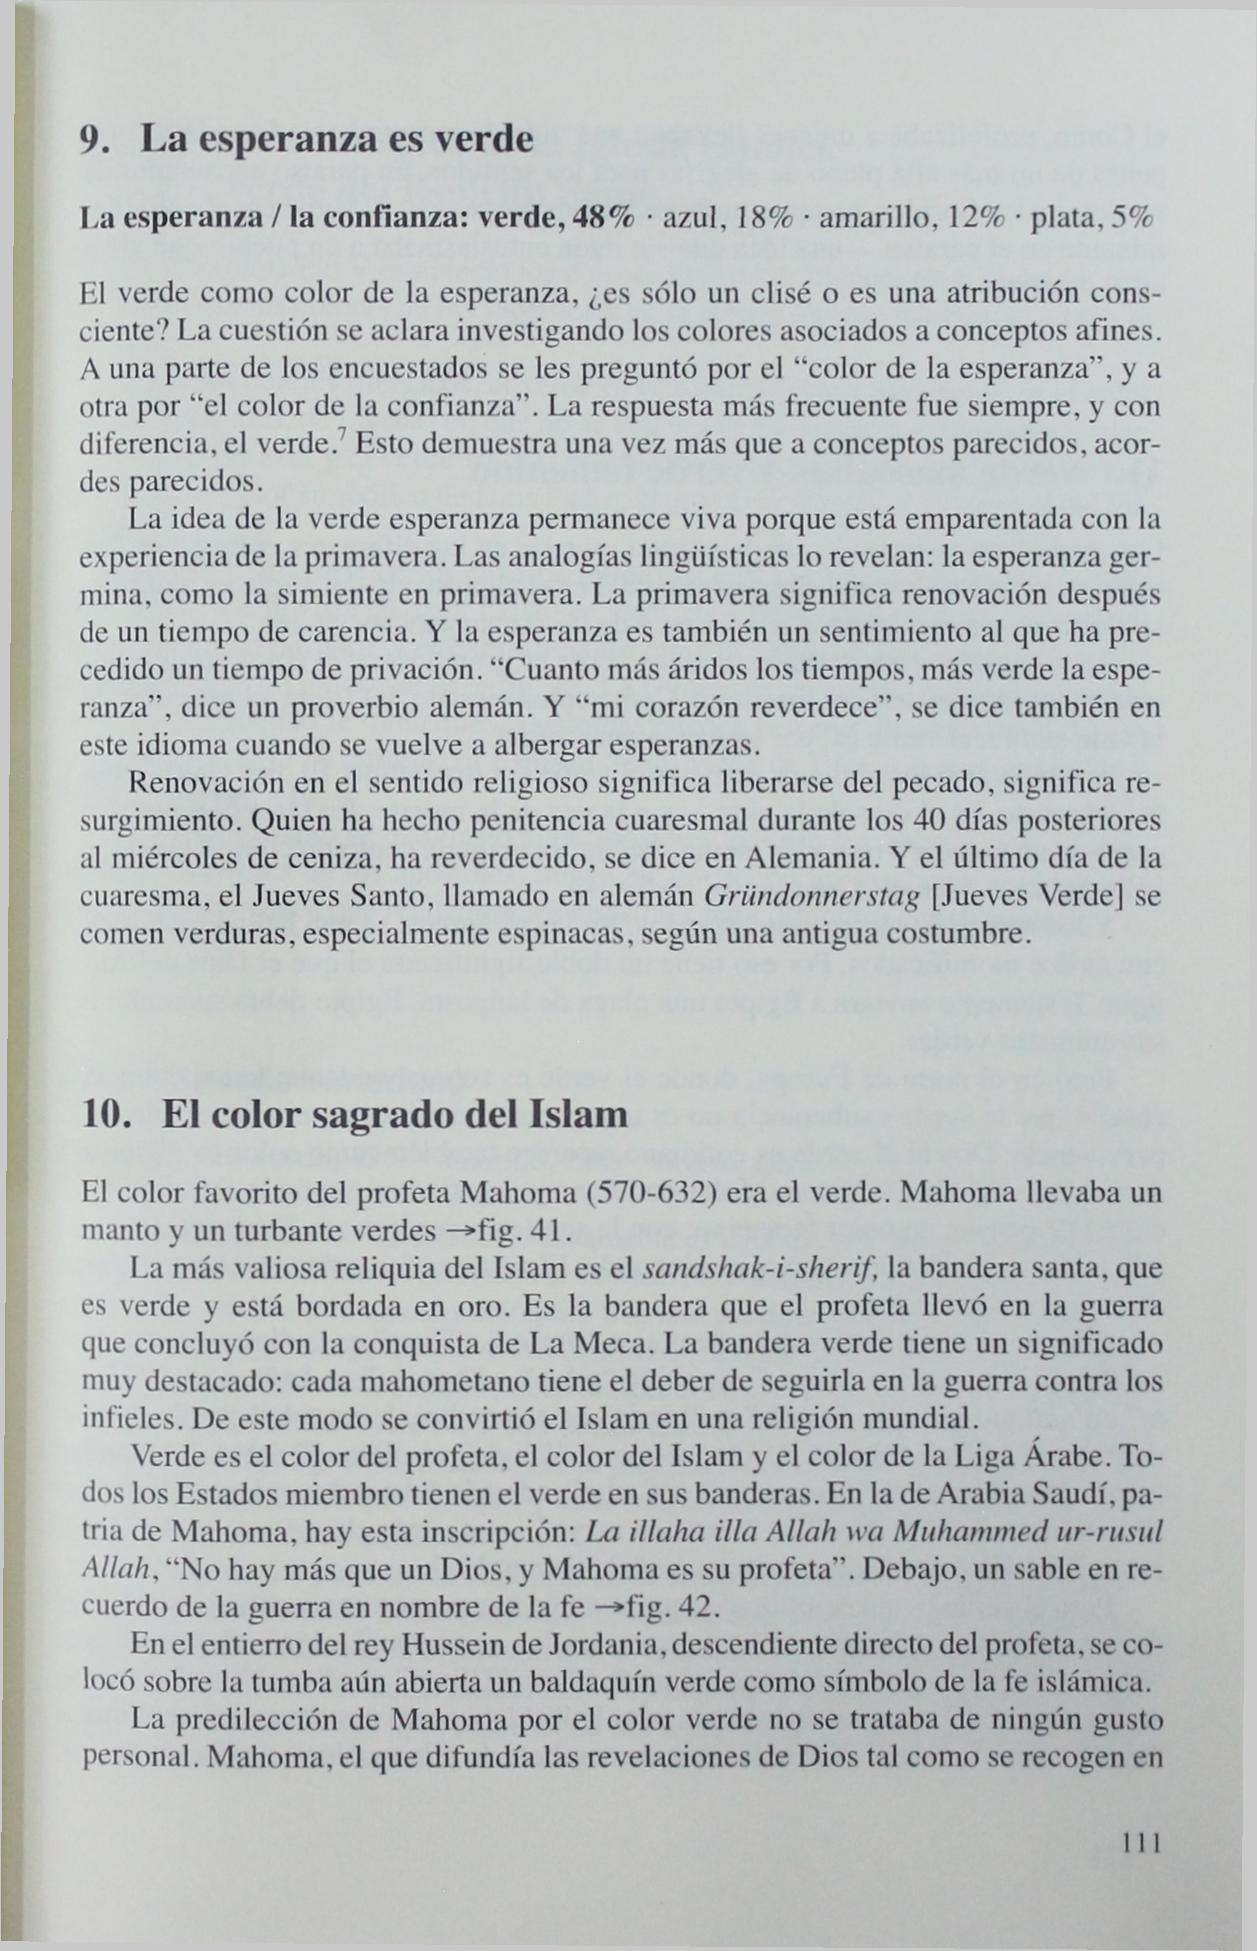 9. La esperanza es verde
La esperanza / la confianza: verde, 48% · azul, 18% · amarillo, 12% · plata, 5%
El verde como color de la esperanza, ¿es sólo un clisé o es una atribución cons-
ciente? La cuestión se aclara investigando los colores asociados a conceptos afines.
A una parte de los encuestados se les preguntó por el “color de la esperanza”, y a
otra por “el color de la confianza”. La respuesta más frecuente fue siempre, y con
diferencia, el verde.7 Esto demuestra una vez más que a conceptos parecidos, acor-
des parecidos.
La idea de la verde esperanza permanece viva porque está emparentada con la
experiencia de la primavera. Las analogías lingüísticas lo revelan: la esperanza ger-
mina, como la simiente en primavera. La primavera significa renovación después
de un tiempo de carencia. Y la esperanza es también un sentimiento al que ha pre-
cedido un tiempo de privación. “Cuanto más áridos los tiempos, más verde la espe-
ranza”, dice un proverbio alemán. Y “mi corazón reverdece”, se dice también en
este idioma cuando se vuelve a albergar esperanzas.
Renovación en el sentido religioso significa liberarse del pecado, significa re-
surgimiento. Quien ha hecho penitencia cuaresmal durante los 40 días posteriores
al miércoles de ceniza, ha reverdecido, se dice en Alemania. Y el último día de la
cuaresma, el Jueves Santo, llamado en alemán Gründonnerstag [Jueves Verde] se
comen verduras, especialmente espinacas, según una antigua costumbre.
10. El color sagrado del Islam
El color favorito del profeta Mahoma (570-632) era el verde. Mahoma llevaba un
manto y un turbante verdes →fig. 41.
La más valiosa reliquia del Islam es el sandshak-i-sherif, la bandera santa, que
es verde y está bordada en oro. Es la bandera que el profeta llevó en la guerra
que concluyó con la conquista de La Meca. La bandera verde tiene un significado
muy destacado: cada mahometano tiene el deber de seguirla en la guerra contra los
infieles. De este modo se convirtió el Islam en una religión mundial.
Verde es el color del profeta, el color del Islam y el color de la Liga Árabe. To-
dos los Estados miembro tienen el verde en sus banderas. En la de Arabia Saudí, pa-
tria de Mahoma, hay esta inscripción: La illaha illa Allah wa Muhammed ur-rusul
Allah, “No hay más que un Dios, y Mahoma es su profeta”. Debajo, un sable en re-
cuerdo de la guerra en nombre de la fe →fig. 42.
En el entierro del rey Hussein de Jordania, descendiente directo del profeta, se co-
locó sobre la tumba aún abierta un baldaquín verde como símbolo de la fe islámica.
La predilección de Mahoma por el color verde no se trataba de ningún gusto
personal. Mahoma, el que difundía las revelaciones de Dios tal como se recogen en
111